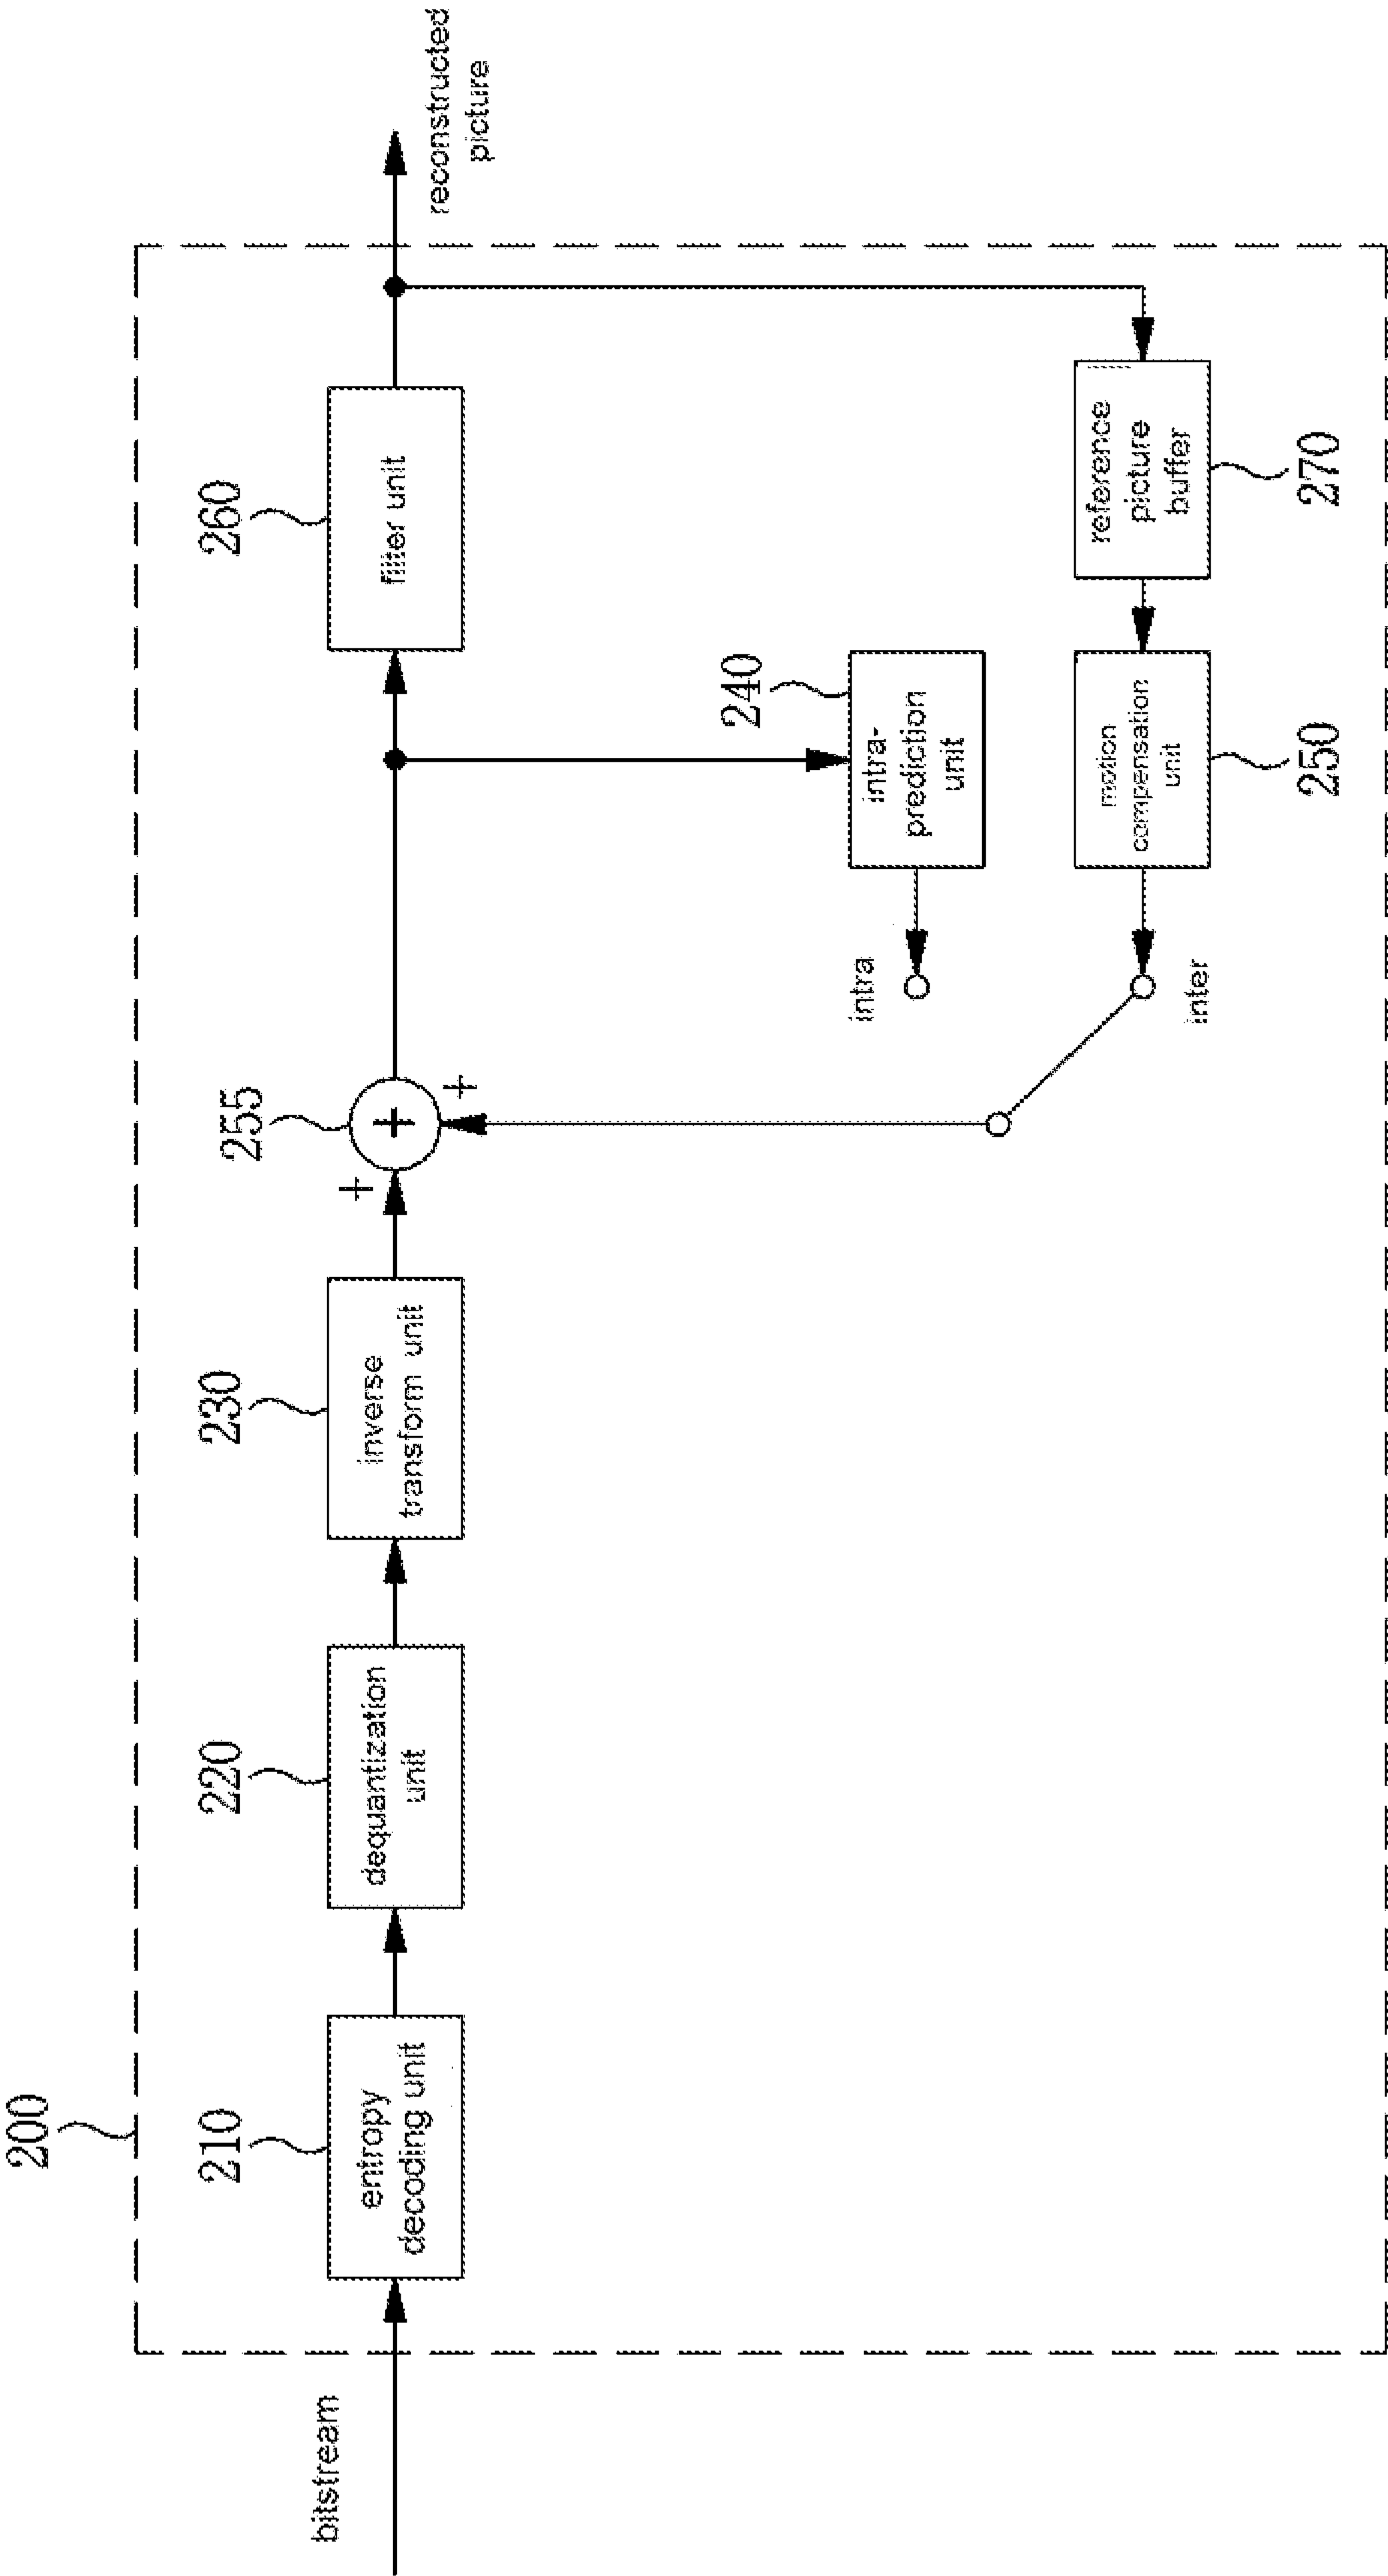 200
bitstream
210
entropy
decoding unit
220
dequantization
unit
230
inverse
transform unit
255
+
+
+
260
filter unit
reconstructed
picture
intra
240
intra-
prediction
unit
inter
250
motion
compensation
unit
270
reference
picture
buffer